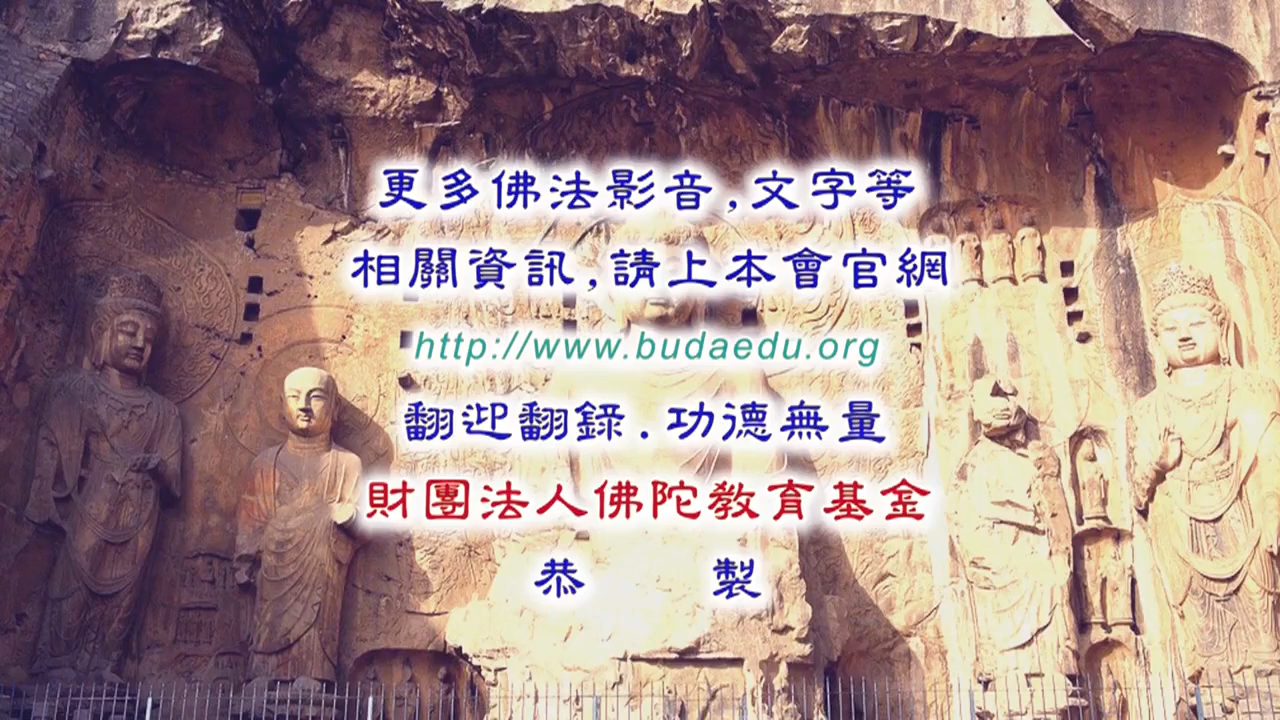 更多佛法影音,文字等
相關資訊,請上本會官網
http://www.budaedu.org
翻迎翻錄.功德無量
財團法人佛陀教育基金
恭 製